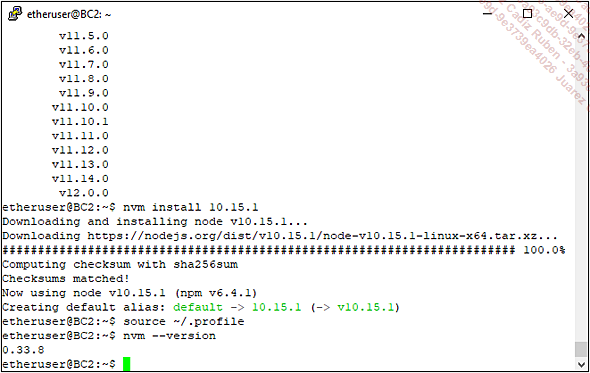 etheruser@BC2: ~
v11.5.0
v11.6.0
v11.7.0
v11.8.0
v11.9.0
v11.10.0
v11.10.1
v11.11.0
v11.12.0
v11.13.0
v11.14.0
v12.0.0
etheruser@BC2:~$ nvm install 10.15.1
Downloading and installing node v10.15.1...
Downloading https://nodejs.org/dist/v10.15.1/node-v10.15.1-linux-x64.tar.xz...
######################################################################## 100.0%
Computing checksum with sha256sum
Checksums matched!
Now using node v10.15.1 (npm v6.4.1)
Creating default alias: default -> 10.15.1 (-> v10.15.1)
etheruser@BC2:~$ source ~/.profile
etheruser@BC2:~$ nvm --version
0.33.8
etheruser@BC2:~$